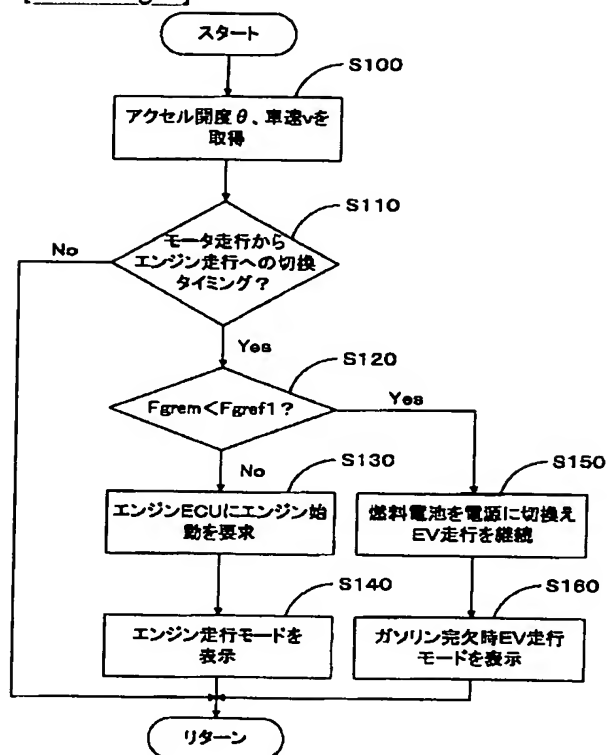 スタート
S100
アクセル開度θ、車速vを
取得
S110
モータ走行から
エンジン走行への切換
タイミング？
No
Yes
S120
Fgrem<Fgref1？
Yes
No
S130
エンジンECUにエンジン始
動を要求
S150
燃料電池を電源に切換え
EV走行を継続
S140
エンジン走行モードを
表示
S160
ガソリン完欠時EV走行
モードを表示
リターン